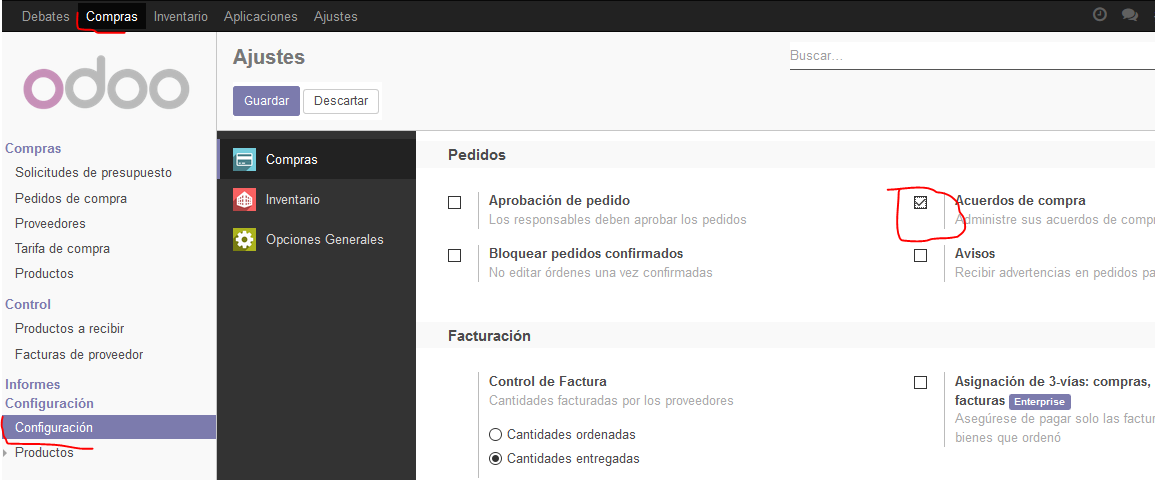 Debates Compras Inventario Aplicaciones Ajustes
odoo
Ajustes
Buscar...
Guardar Descartar
Compras
Solicitudes de presupuesto
Pedidos de compra
Proveedores
Tarifa de compra
Productos
Control
Productos a recibir
Facturas de proveedor
Informes
Configuración
Configuración
Productos
Compras
Inventario
Opciones Generales
Pedidos
Aprobación de pedido
Los responsables deben aprobar los pedidos
Acuerdos de compra
Administre sus acuerdos de compr
Bloquear pedidos confirmados
No editar órdenes una vez confirmadas
Avisos
Recibir advertencias en pedidos pa
Facturación
Control de Factura
Cantidades facturadas por los proveedores
Cantidades ordenadas
Cantidades entregadas
Asignación de 3-vías: compras,
facturas Enterprise
Asegúrese de pagar solo las factur
bienes que ordenó